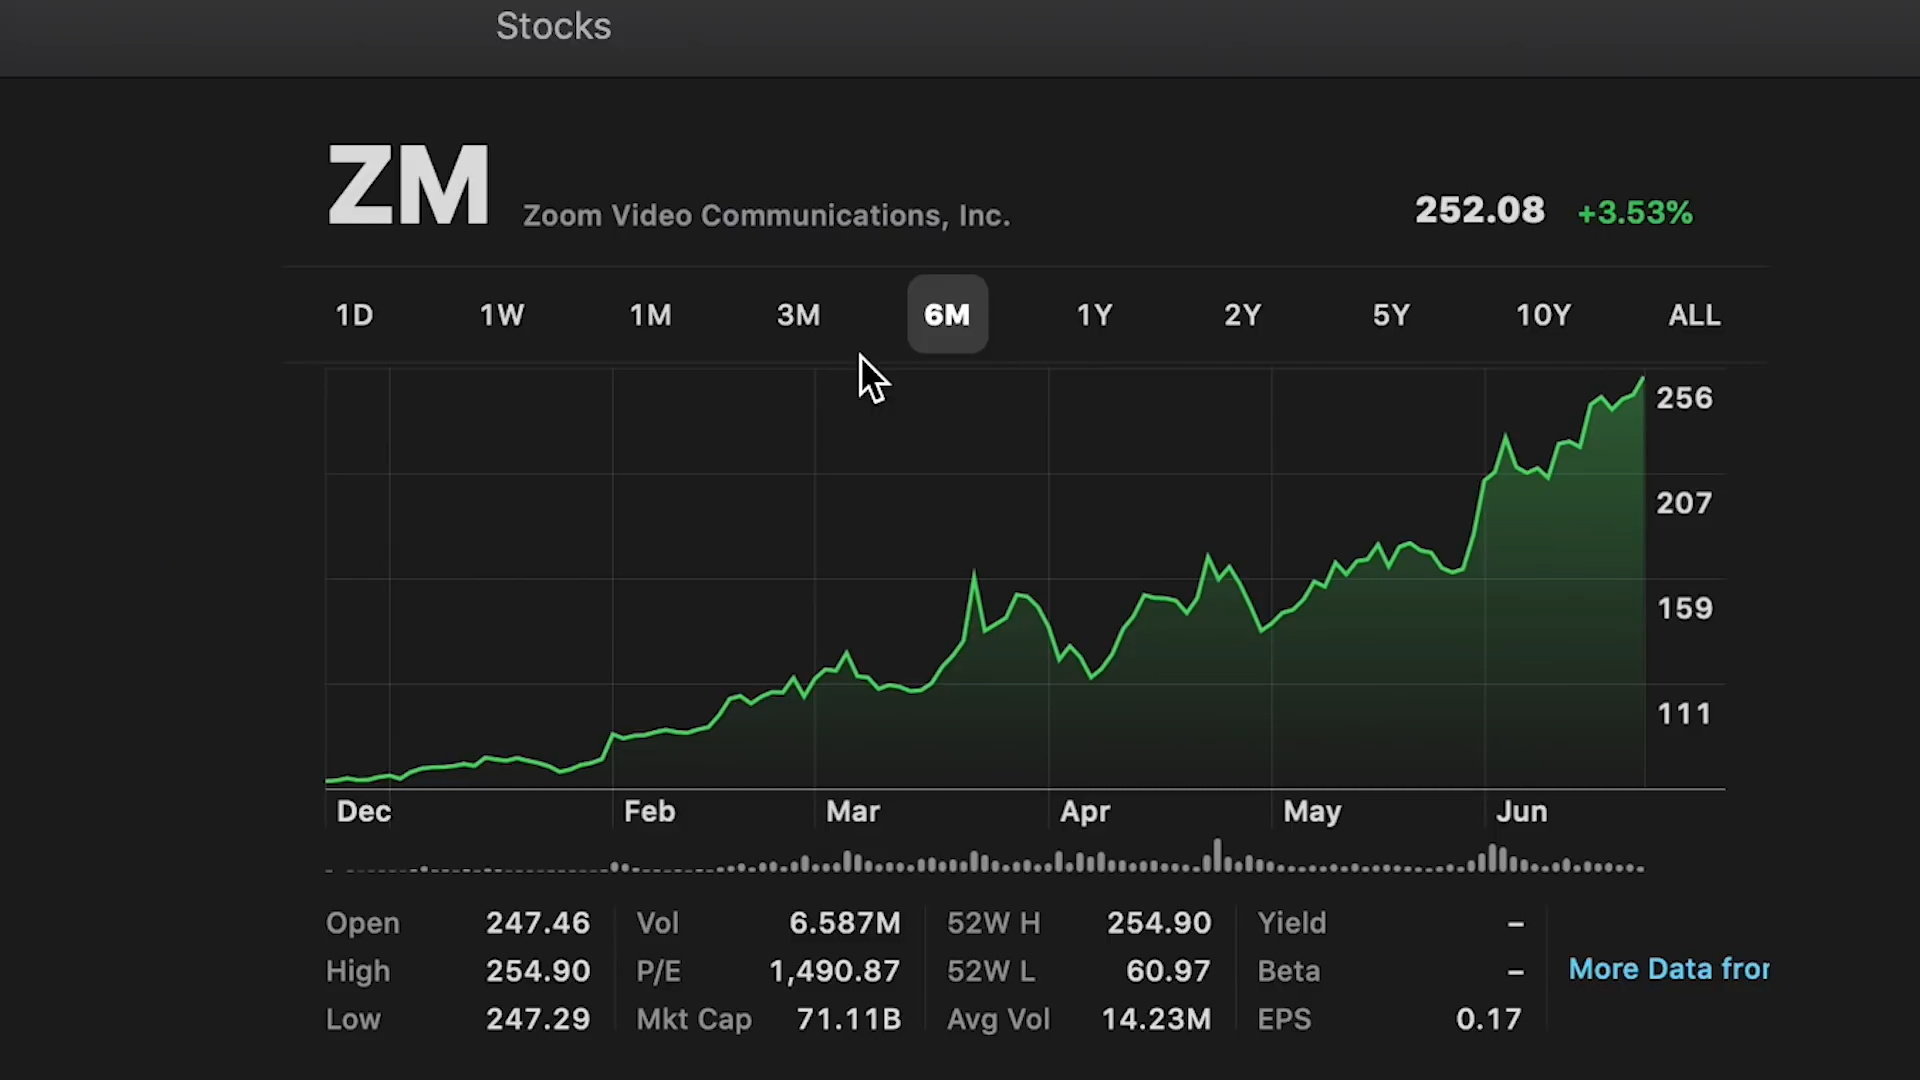 Stocks
ZM Zoom Video Communications, Inc. 252.08 +3.53%
1D 1W 1M 3M 6M 1Y 2Y 5Y 10Y ALL
256
207
159
111
Dec Feb Mar Apr May Jun
Open 247.46 Vol 6.587M 52W H 254.90 Yield –
High 254.90 P/E 1,490.87 52W L 60.97 Beta – More Data fror
Low 247.29 Mkt Cap 71.11B Avg Vol 14.23M EPS 0.17